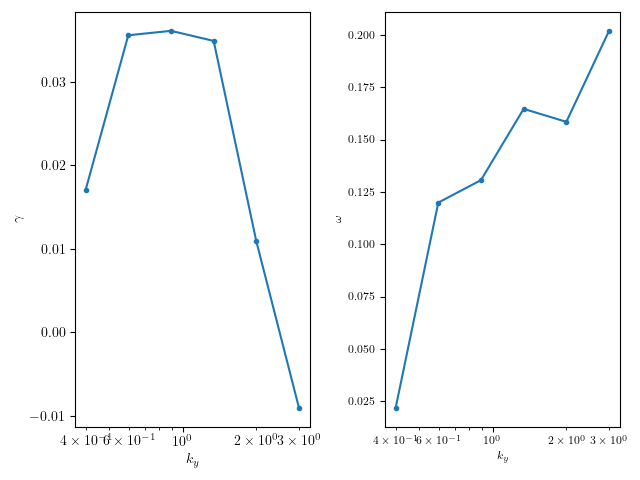 0.03
0.02
0.01
0.00
−0.01
γ
4 × 10⁻¹
6 × 10⁻¹
10⁰
2 × 10⁰
3 × 10⁰
k_y
0.200
0.175
0.150
0.125
0.100
0.075
0.050
0.025
ω
4 × 10⁻¹
6 × 10⁻¹
10⁰
2 × 10⁰
3 × 10⁰
k_y